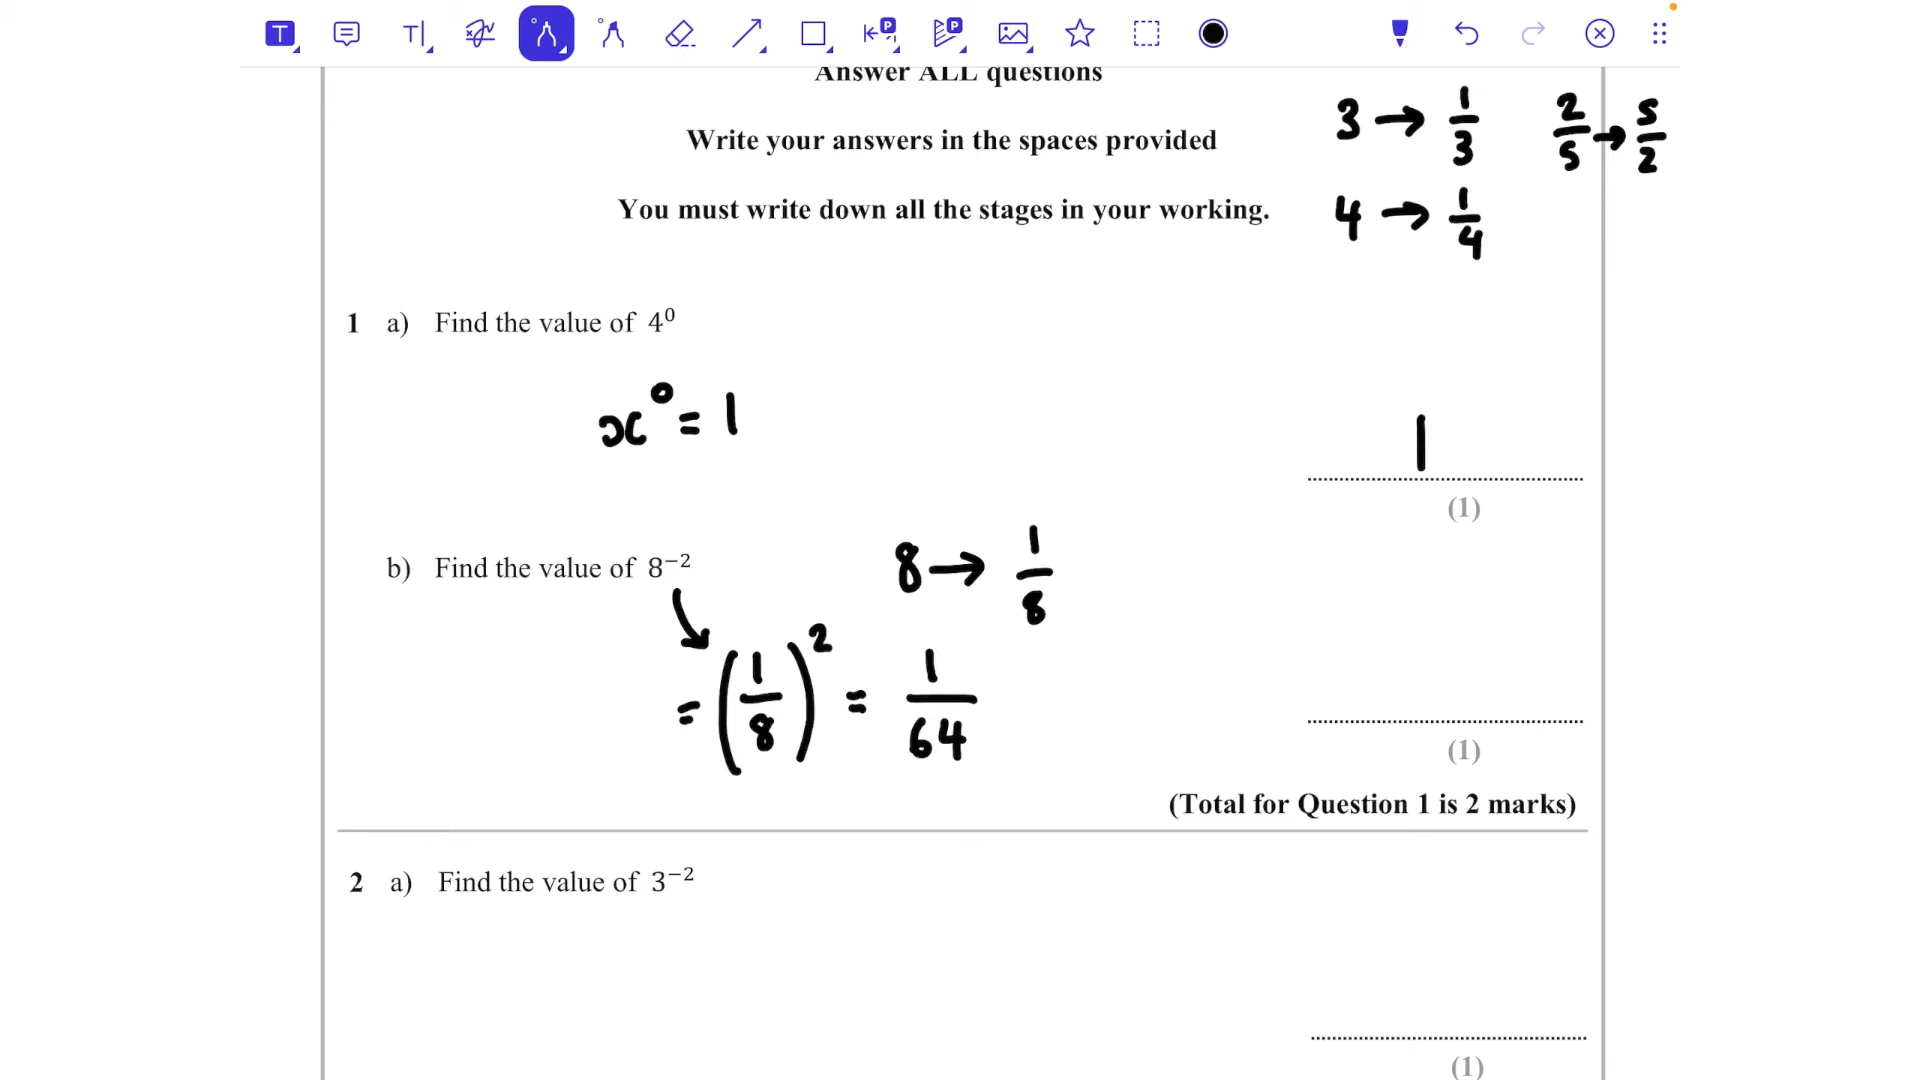 Answer ALL questions
Write your answers in the spaces provided
You must write down all the stages in your working.
3 → 1/3 2/5 → 5/2
4 → 1/4
1 a) Find the value of 4⁰
x⁰ = 1
1
(1)
b) Find the value of 8⁻²
8 → 1/8
= (1/8)² = 1/64
(1)
(Total for Question 1 is 2 marks)
2 a) Find the value of 3⁻²
(1)